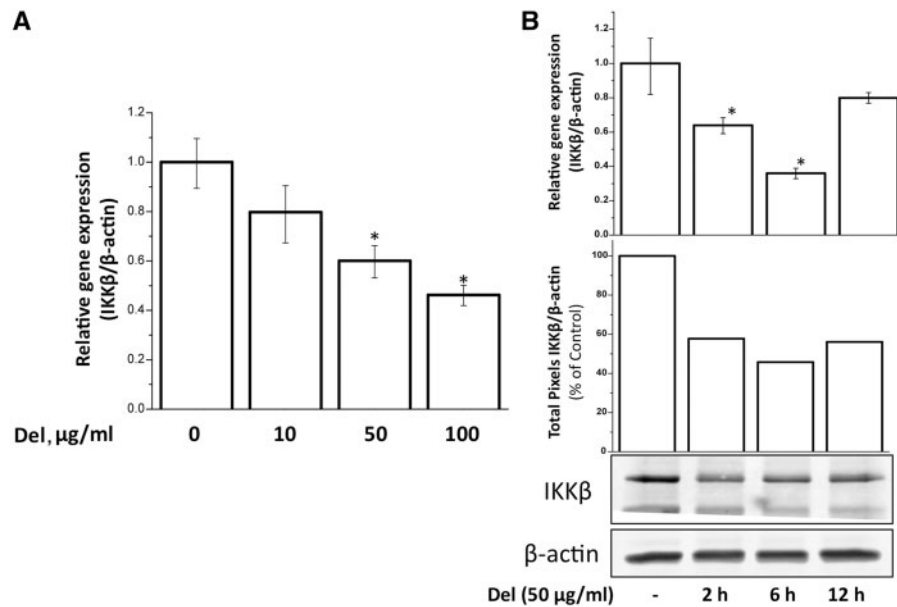 A
Relative gene expression
(IKKβ/β-actin)
1.2
1.0
0.8
0.6
0.4
0.2
0.0
*
*
Del, µg/ml 0 10 50 100
B
Relative gene expression
(IKKβ/β-actin)
1.2
1.0
0.8
0.6
0.4
0.2
0.0
*
*
Total Pixels IKKβ/β-actin
(% of Control)
100
80
60
40
20
0
IKKβ
β-actin
Del (50 µg/ml) - 2 h 6 h 12 h